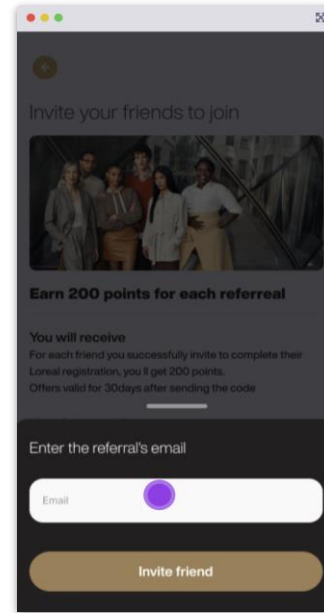 Invite your friends to join
Earn 200 points for each referreal
You will receive
For each friend you successfully invite to complete their
Loreal registration, you ll get 200 points.
Offers valid for 30days after sending the code
Enter the referral's email
Email
Invite friend